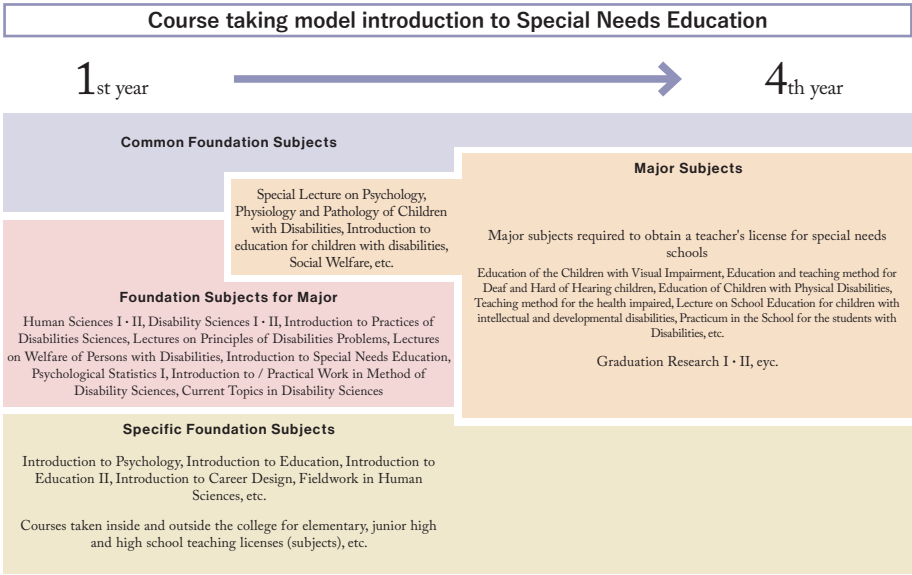 Course taking model introduction to Special Needs Education
1st year
4th year
Common Foundation Subjects
Special Lecture on Psychology,
Physiology and Pathology of Children
with Disabilities, Introduction to
education for children with disabilities,
Social Welfare, etc.
Major Subjects
Major subjects required to obtain a teacher's license for special needs
schools
Education of the Children with Visual Impairment, Education and teaching method for
Deaf and Hard of Hearing children, Education of Children with Physical Disabilities,
Teaching method for the health impaired, Lecture on School Education for children with
intellectual and developmental disabilities, Practicum in the School for the students with
Disabilities, etc.
Graduation Research I・II, eyc.
Foundation Subjects for Major
Human Sciences I・II, Disability Sciences I・II, Introduction to Practices of
Disabilities Sciences, Lectures on Principles of Disabilities Problems, Lectures
on Welfare of Persons with Disabilities, Introduction to Special Needs Education,
Psychological Statistics I, Introduction to / Practical Work in Method of
Disability Sciences, Current Topics in Disability Sciences
Specific Foundation Subjects
Introduction to Psychology, Introduction to Education, Introduction to
Education II, Introduction to Career Design, Fieldwork in Human
Sciences, etc.
Courses taken inside and outside the college for elementary, junior high
and high school teaching licenses (subjects), etc.